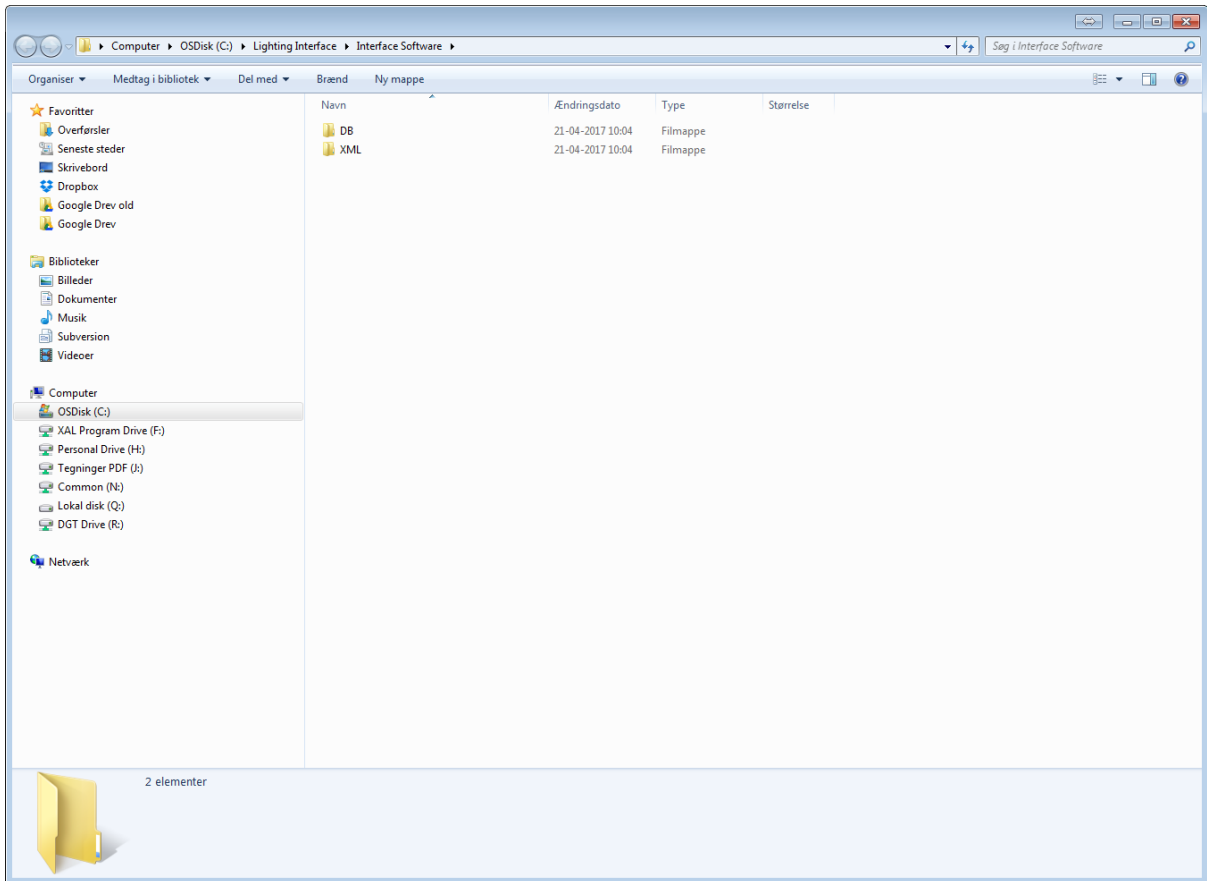 Computer OSDisk (C:) Lighting Interface Interface Software
Søg i Interface Software
Organiser Medtag i bibliotek Del med Brænd Ny mappe
Favoritter
Overførsler
Seneste steder
Skrivebord
Dropbox
Google Drev old
Google Drev
Biblioteker
Billeder
Dokumenter
Musik
Subversion
Videoer
Computer
OSDisk (C:)
XAL Program Drive (F:)
Personal Drive (H:)
Tegninger PDF (J:)
Common (N:)
Lokal disk (Q:)
DGT Drive (R:)
Netværk
Navn Ændringsdato Type Størrelse
DB 21-04-2017 10:04 Filmappe
XML 21-04-2017 10:04 Filmappe
2 elementer